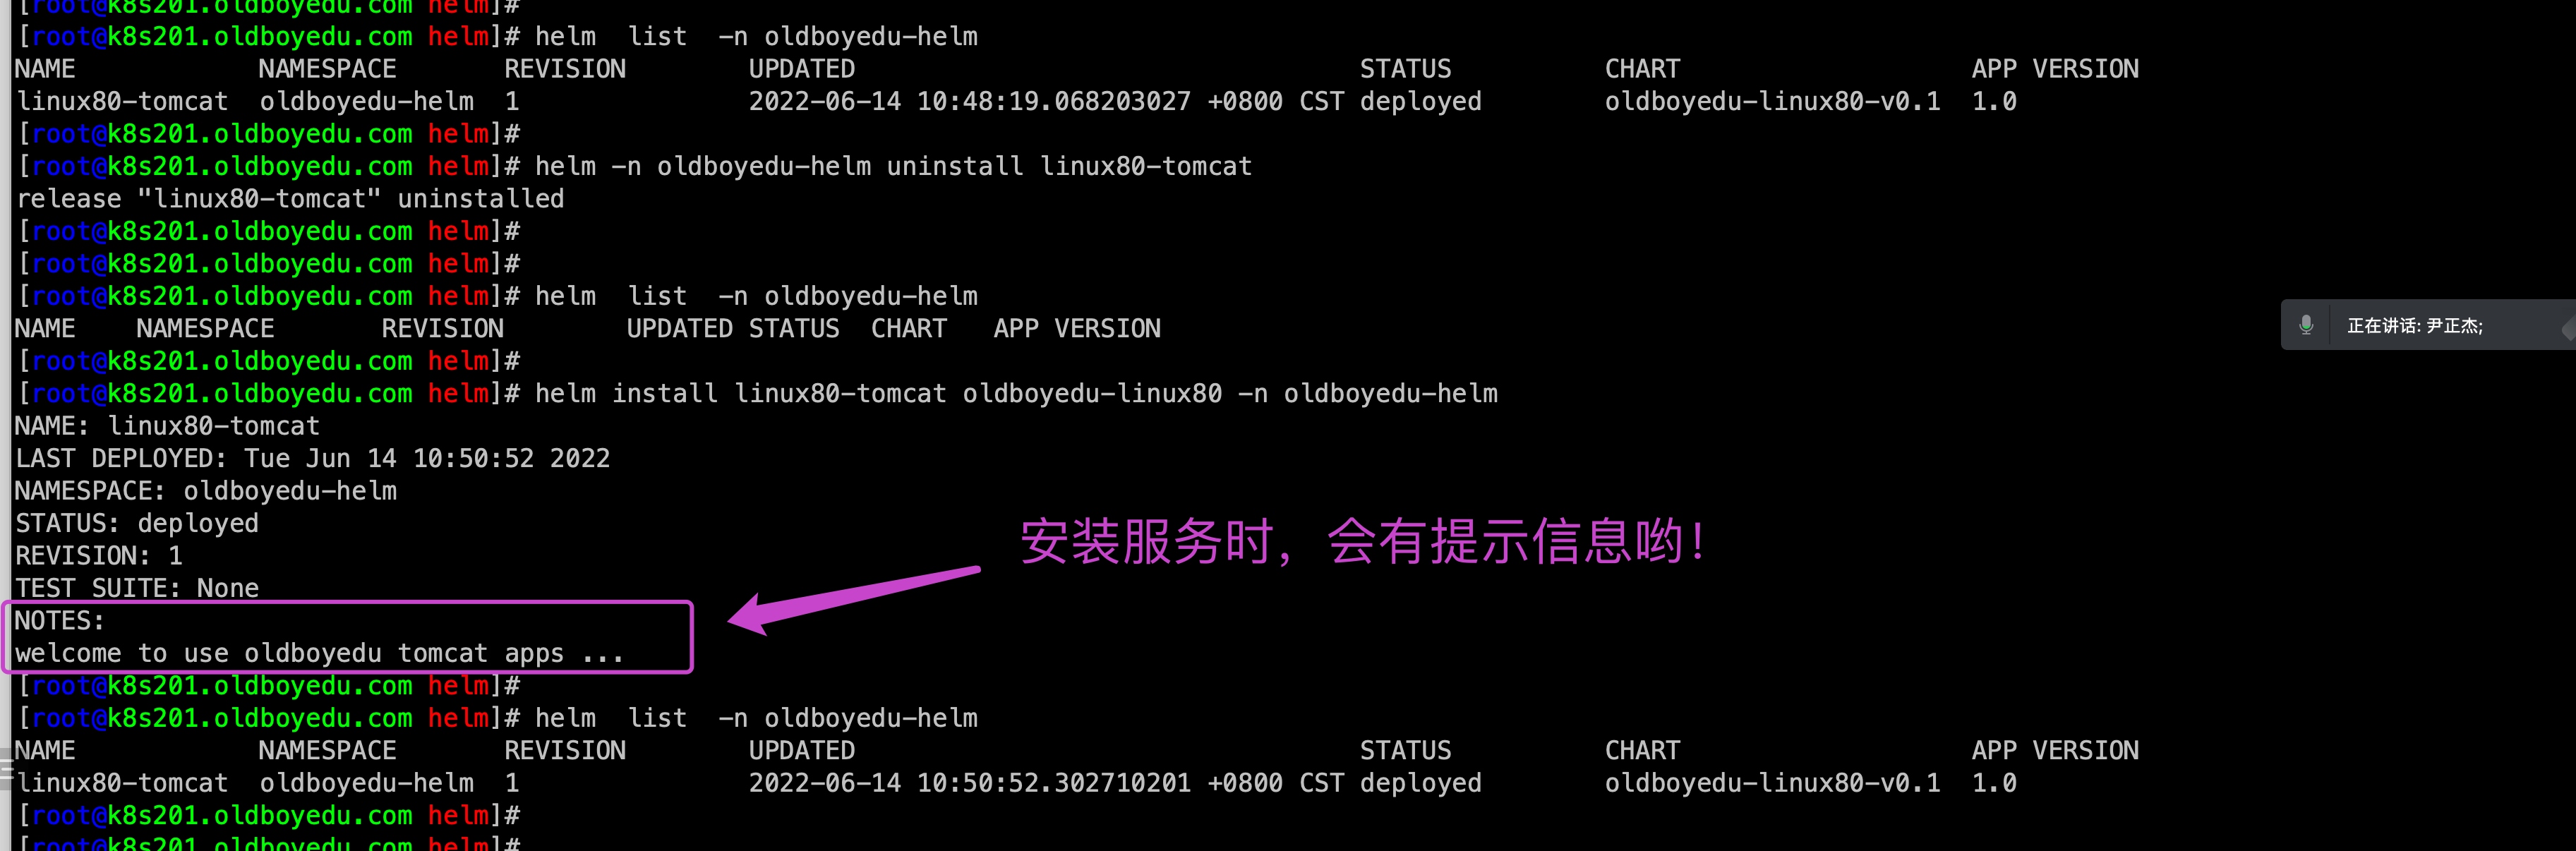 [root@k8s201.oldboyedu.com helm]#
[root@k8s201.oldboyedu.com helm]# helm  list  -n oldboyedu-helm
NAME            NAMESPACE       REVISION        UPDATED                                 STATUS          CHART                   APP VERSION
linux80-tomcat  oldboyedu-helm  1               2022-06-14 10:48:19.068203027 +0800 CST deployed        oldboyedu-linux80-v0.1  1.0
[root@k8s201.oldboyedu.com helm]#
[root@k8s201.oldboyedu.com helm]# helm -n oldboyedu-helm uninstall linux80-tomcat
release "linux80-tomcat" uninstalled
[root@k8s201.oldboyedu.com helm]#
[root@k8s201.oldboyedu.com helm]#
[root@k8s201.oldboyedu.com helm]# helm  list  -n oldboyedu-helm
NAME    NAMESPACE       REVISION        UPDATED STATUS  CHART   APP VERSION
正在讲话: 尹正杰;
[root@k8s201.oldboyedu.com helm]#
[root@k8s201.oldboyedu.com helm]# helm install linux80-tomcat oldboyedu-linux80 -n oldboyedu-helm
NAME: linux80-tomcat
LAST DEPLOYED: Tue Jun 14 10:50:52 2022
NAMESPACE: oldboyedu-helm
STATUS: deployed
安装服务时，会有提示信息哟！
REVISION: 1
TEST SUITE: None
NOTES:
welcome to use oldboyedu tomcat apps ...
[root@k8s201.oldboyedu.com helm]#
[root@k8s201.oldboyedu.com helm]# helm  list  -n oldboyedu-helm
NAME            NAMESPACE       REVISION        UPDATED                                 STATUS          CHART                   APP VERSION
linux80-tomcat  oldboyedu-helm  1               2022-06-14 10:50:52.302710201 +0800 CST deployed        oldboyedu-linux80-v0.1  1.0
[root@k8s201.oldboyedu.com helm]#
[root@k8s201.oldboyedu.com helm]#